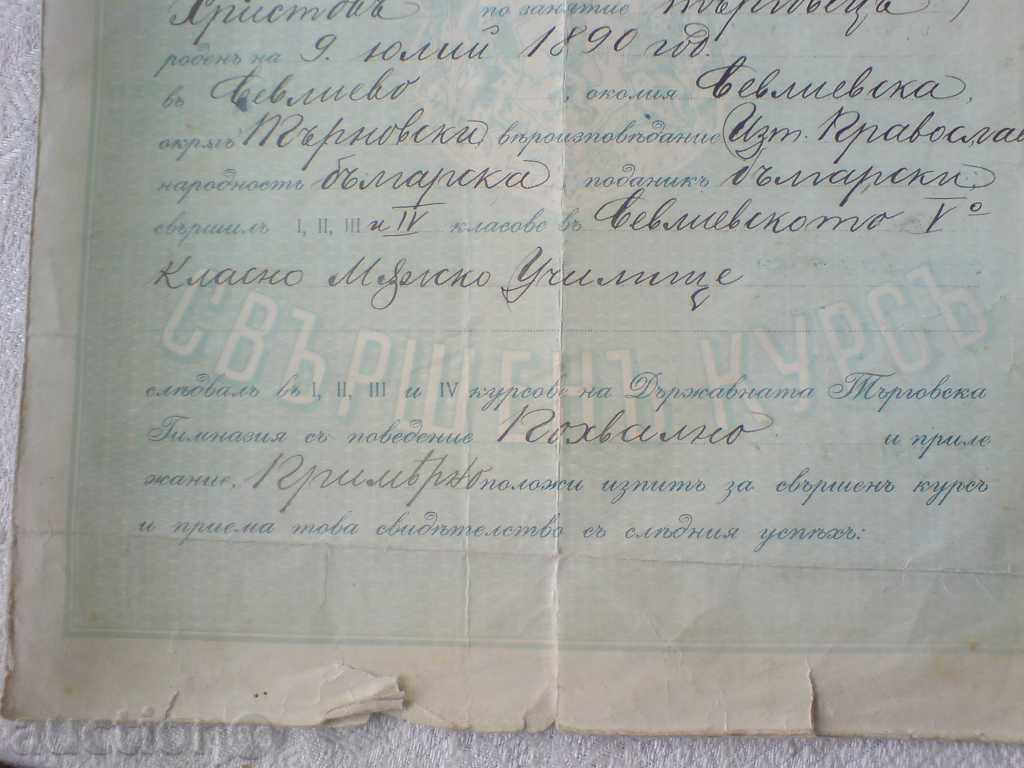 Христовъ по занятие търговецъ,
роденъ на 9. юлий 1890 год.
въ Севлиево, околия Севлиевска,
окрѫгъ Търновски, вѣроизповѣдание Изт. Православ
народность българска, поданикъ български,
свършилъ I, II, III и IV класове въ Севлиевското V о
Класно Мѫжско Училище
СВЪРШЕНЪ КУРСЪ
слѣдвалъ въ I, II, III и IV курсове на Държавната Търговска
Гимназия съ поведение Похвално и приле
жание Примѣрно положи изпитъ за свършенъ курсъ
и приема това свидѣтелство съ слѣдния успѣхъ:
auction